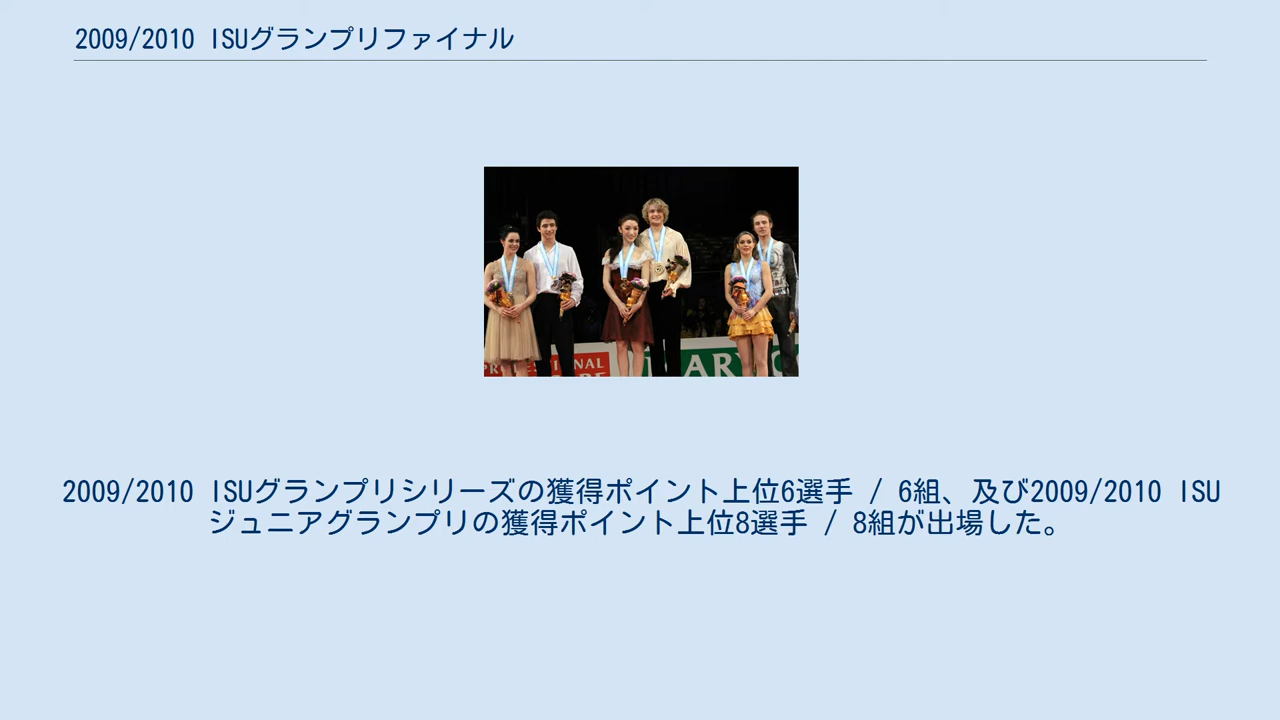 2009/2010 ISUグランプリファイナル
NAL
ARY
2009/2010 ISUグランプリシリーズの獲得ポイント上位6選手 / 6組、及び2009/2010 ISU
ジュニアグランプリの獲得ポイント上位8選手 / 8組が出場した。